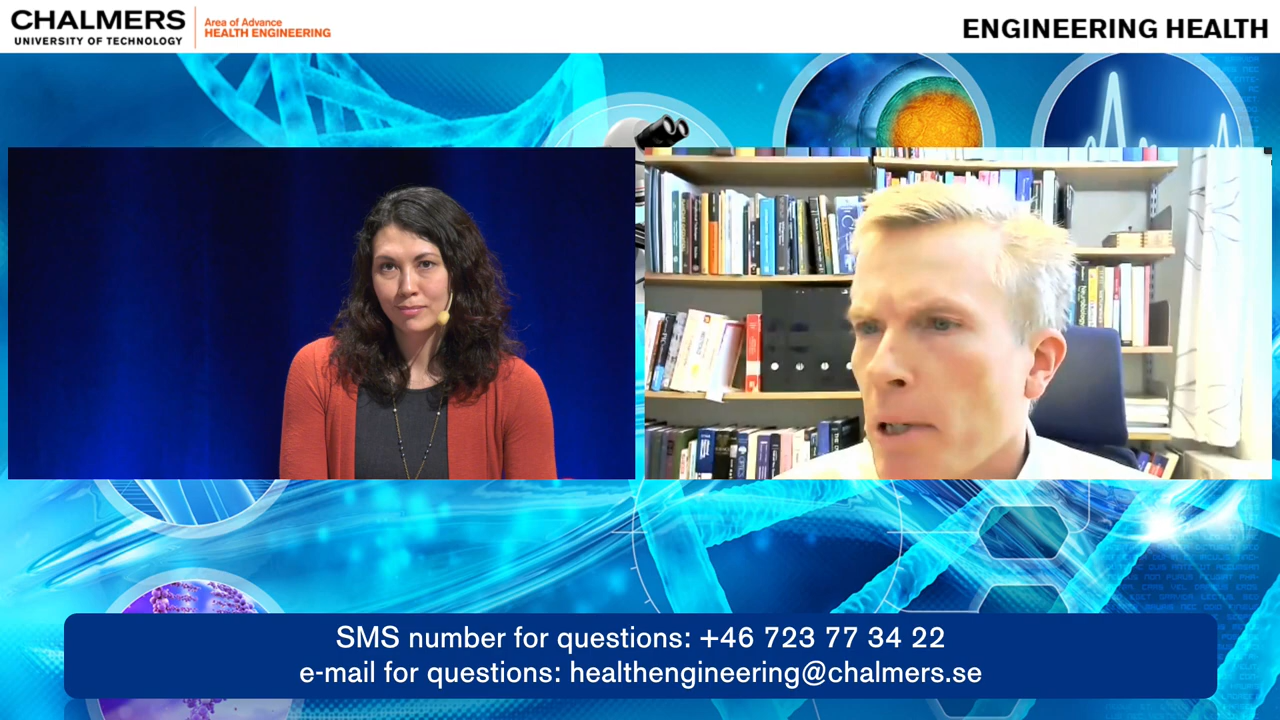 CHALMERS
UNIVERSITY OF TECHNOLOGY
Area of Advance
HEALTH ENGINEERING
ENGINEERING HEALTH
SMS number for questions: +46 723 77 34 22
e-mail for questions: healthengineering@chalmers.se